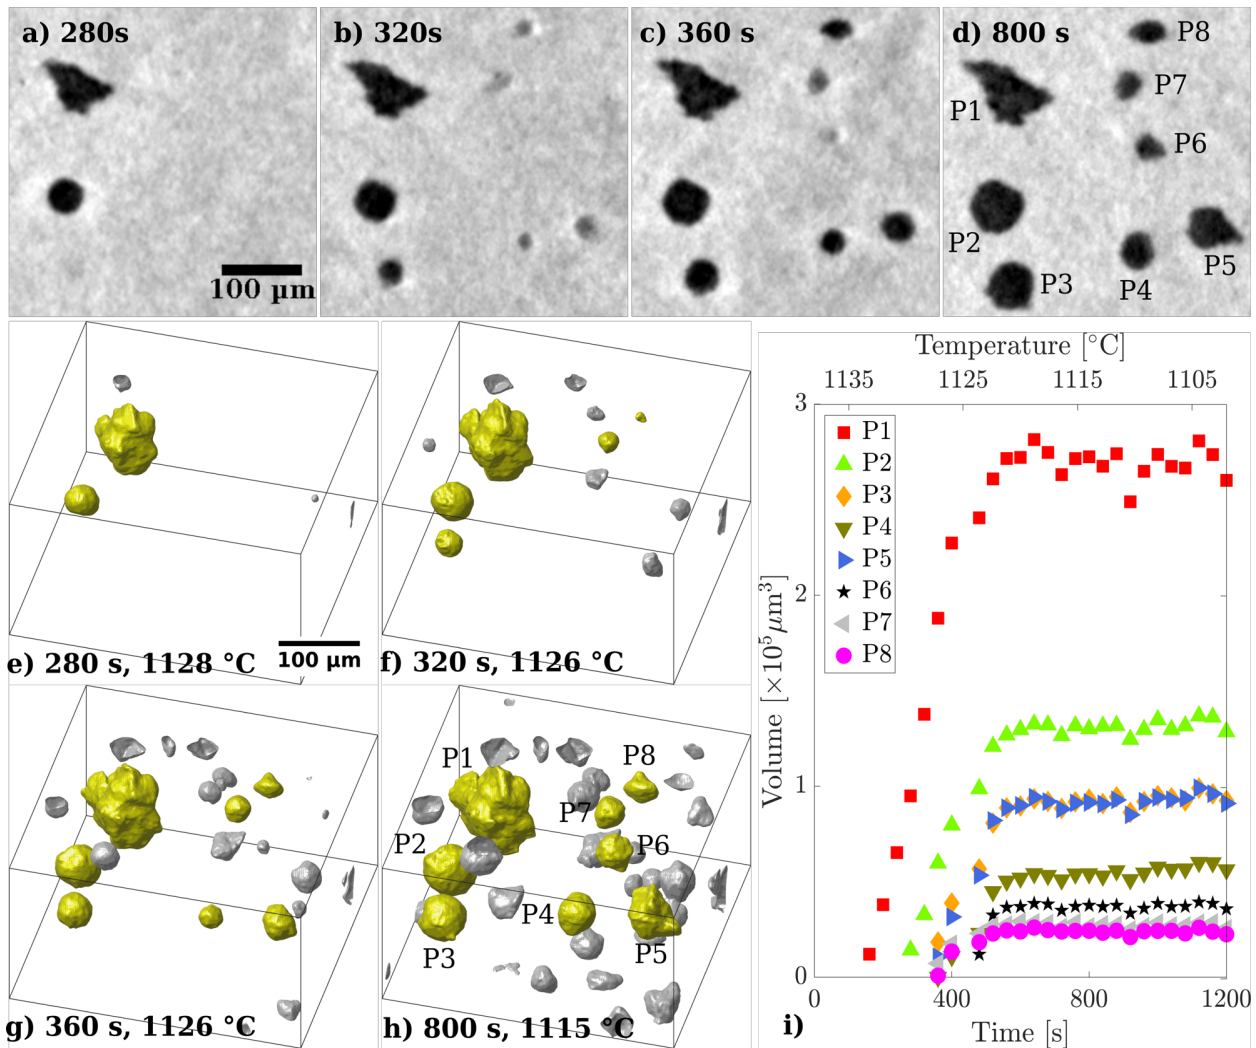 a) 280s
100 µm
b) 320s
c) 360 s
d) 800 s
P8
P7
P1
P6
P2
P5
P3
P4
e) 280 s, 1128 °C
100 µm
f) 320 s, 1126 °C
g) 360 s, 1126 °C
P1
P8
P7
P2
P6
P4
P3
P5
h) 800 s, 1115 °C
Temperature [°C]
1135 1125 1115 1105
3
2
1
0
Volume [×10⁵µm³]
P1
P2
P3
P4
P5
P6
P7
P8
0 400 800 1200
i)
Time [s]